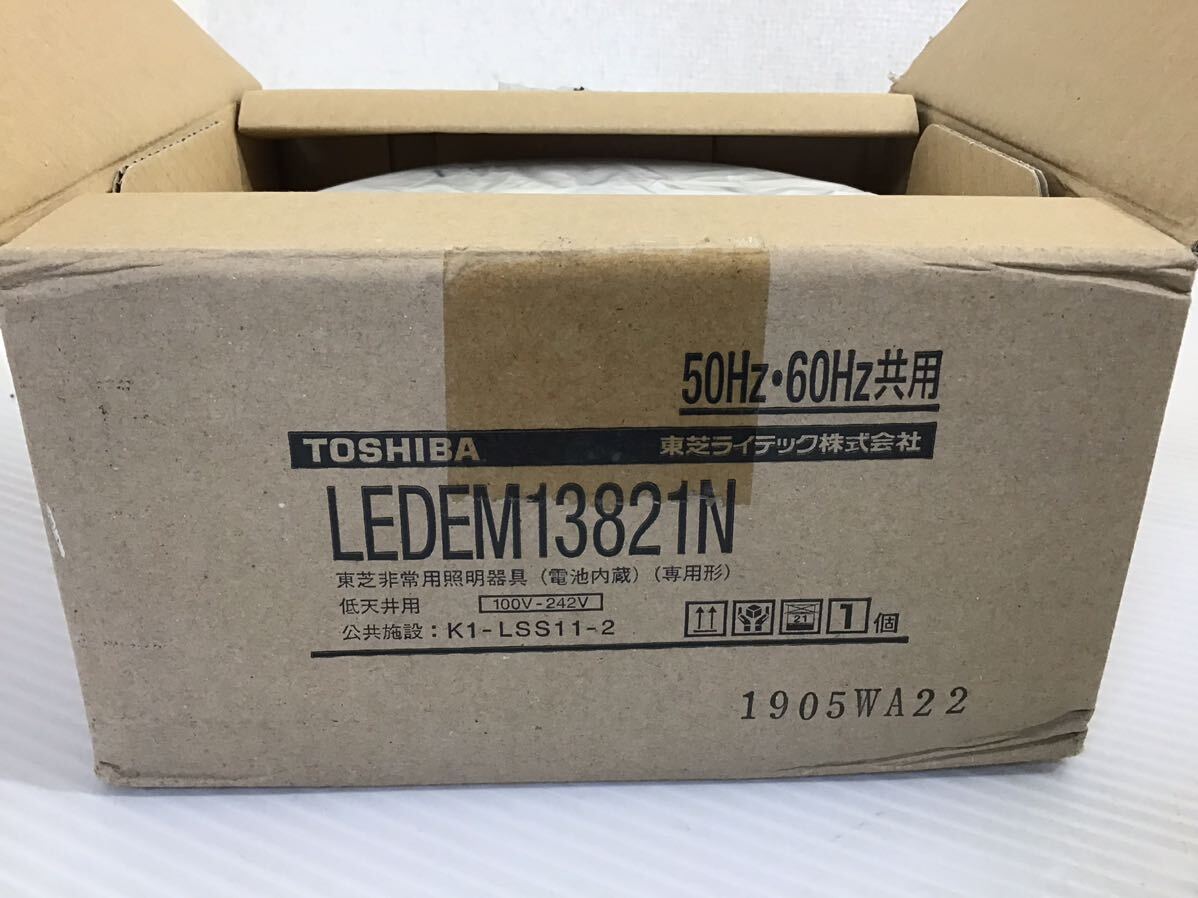 50Hz・60Hz共用
TOSHIBA 東芝ライテック株式会社
LEDEM13821N
東芝非常用照明器具(電池内蔵)(専用形)
低天井用 100V-242V
公共施設:K1-LSS11-2
21 1個
1905WA22